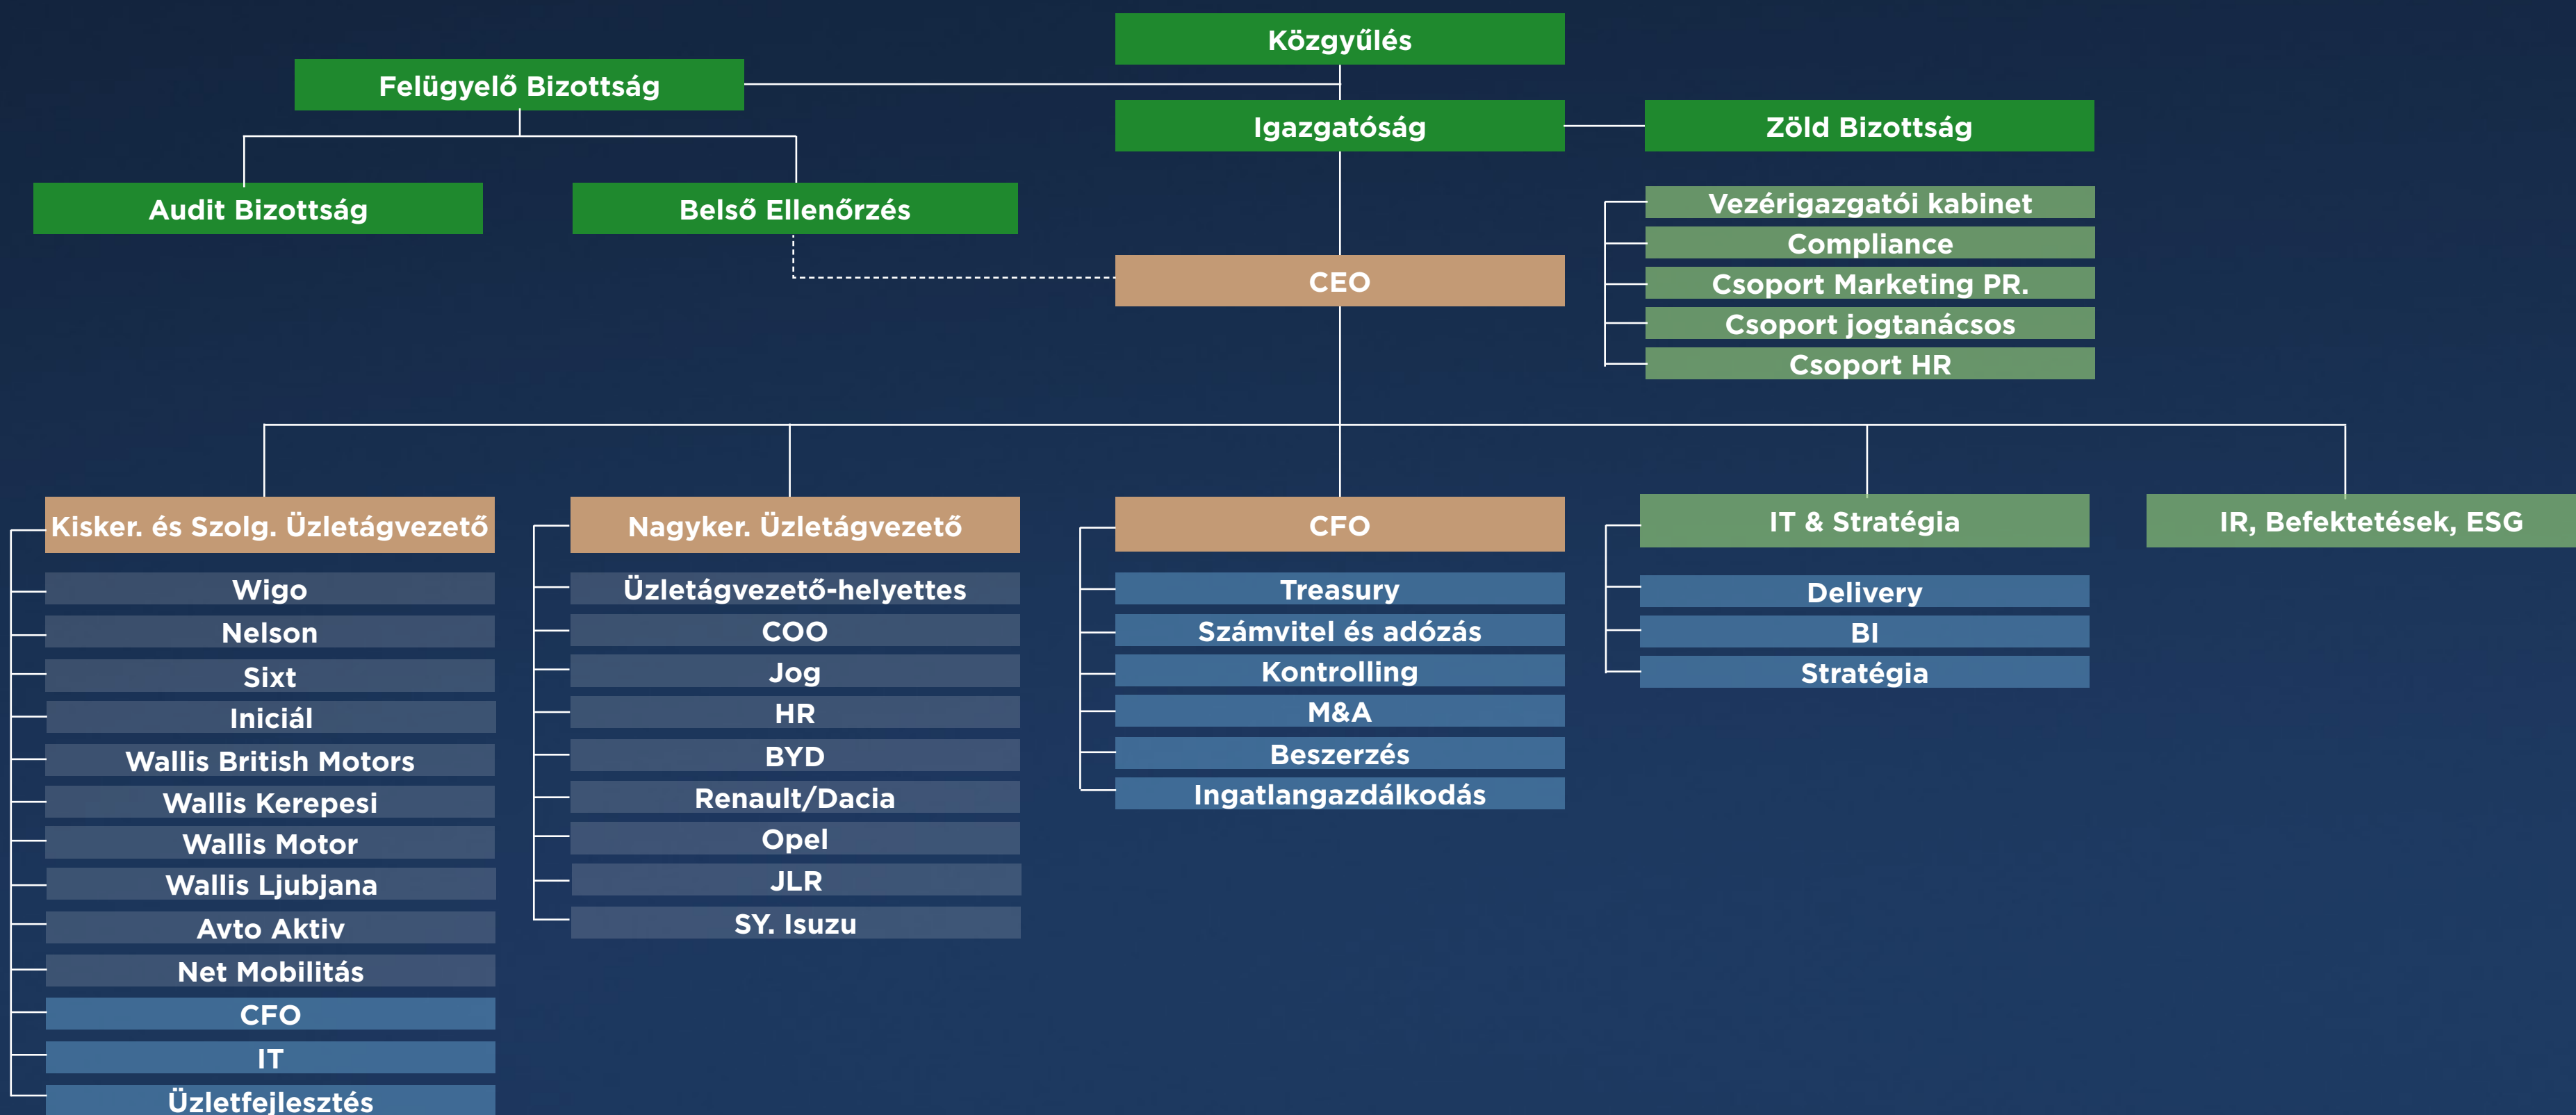 Közgyűlés
Felügyelő Bizottság
Igazgatóság
Zöld Bizottság
Audit Bizottság
Belső Ellenőrzés
Vezérigazgatói kabinet
Compliance
Csoport Marketing PR.
Csoport jogtanácsos
Csoport HR
CEO
Kisker. és Szolg. Üzletágvezető
Wigo
Nelson
Sixt
Iniciál
Wallis British Motors
Wallis Kerepesi
Wallis Motor
Wallis Ljubjana
Avto Aktiv
Net Mobilitás
CFO
IT
Üzletfejlesztés
Nagyker. Üzletágvezető
Üzletágvezető-helyettes
COO
Jog
HR
BYD
Renault/Dacia
Opel
JLR
SY. Isuzu
CFO
Treasury
Számvitel és adózás
Kontrolling
M&A
Beszerzés
Ingatlangazdálkodás
IT & Stratégia
Delivery
BI
Stratégia
IR, Befektetések, ESG